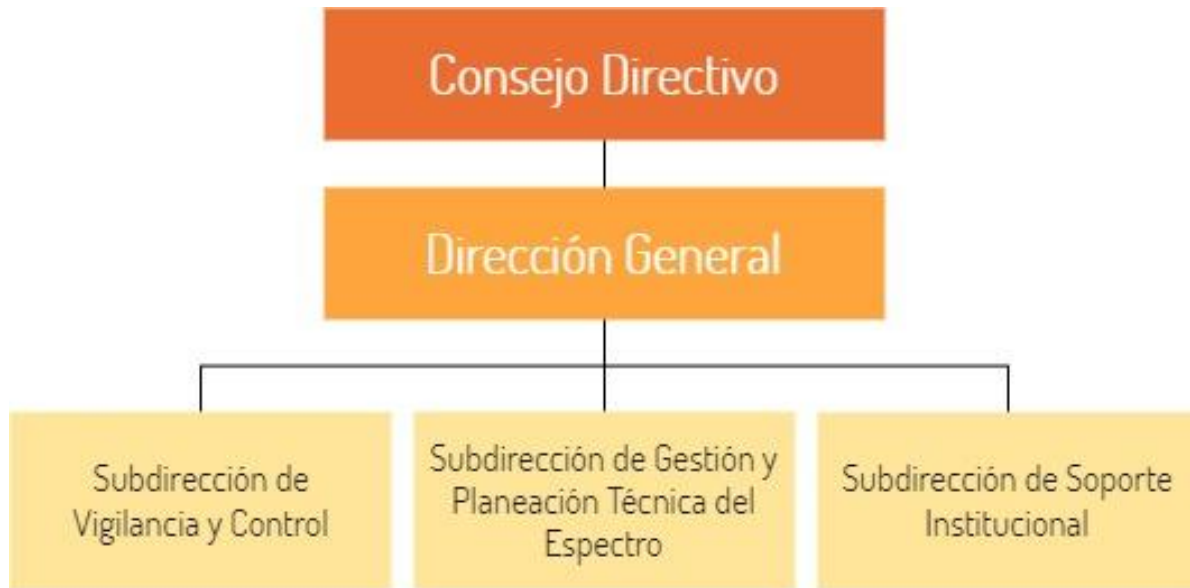 Consejo Directivo
Dirección General
Subdirección de
Vigilancia y Control
Subdirección de Gestión y
Planeación Técnica del
Espectro
Subdirección de Soporte
Institucional